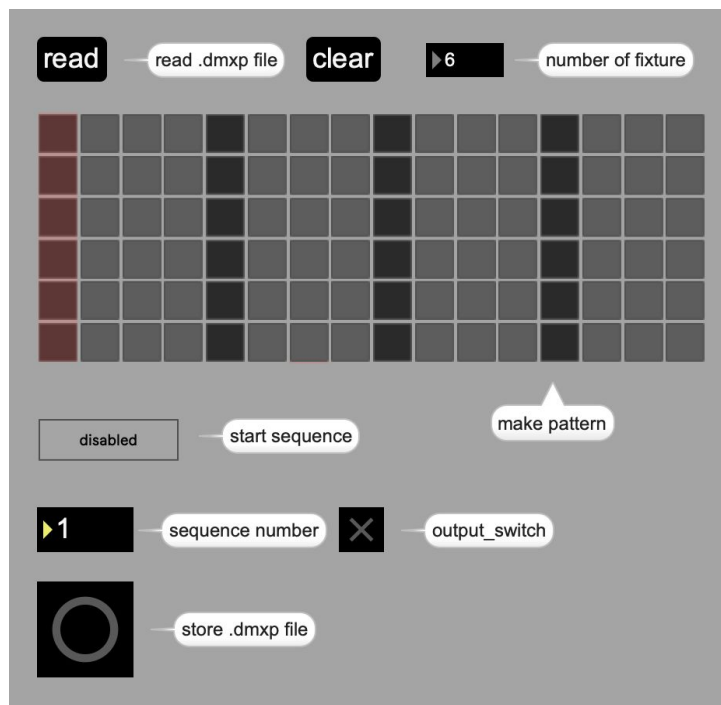 read
read .dmxp file
clear
6
number of fixture
make pattern
disabled
start sequence
1
sequence number
output_switch
store .dmxp file